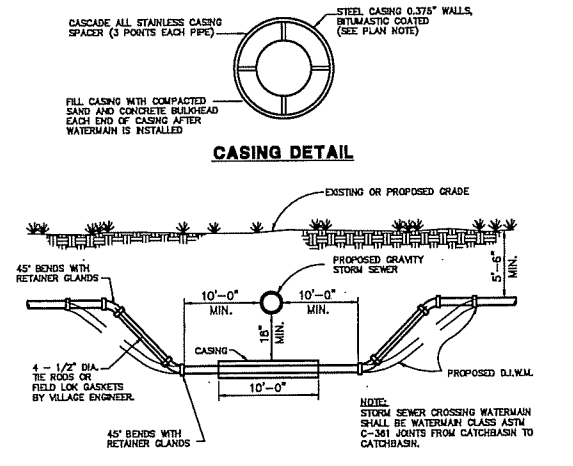 CASCADE ALL STAINLESS CASING
SPACER (3 POINTS EACH PIPE)
STEEL CASING 0.375" WALLS,
BITUMASTIC COATED
(SEE PLAN NOTE)
FILL CASING WITH COMPACTED
SAND AND CONCRETE BULKHEAD
EACH END OF CASING AFTER
WATERMAIN IS INSTALLED
CASING DETAIL
EXISTING OR PROPOSED GRADE
PROPOSED GRAVITY
STORM SEWER
5'-6"
MIN.
45° BENDS WITH
RETAINER GLANDS
10'-0"
MIN.
10'-0"
MIN.
18"
MIN.
CASING
10'-0"
4 - 1/2" DIA.
TIE RODS OR
FIELD LOK GASKETS
BY VILLAGE ENGINEER.
PROPOSED D.I.W.M.
45° BENDS WITH
RETAINER GLANDS
NOTE:
STORM SEWER CROSSING WATERMAIN
SHALL BE WATERMAIN CLASS ASTM
C-361 JOINTS FROM CATCHBASIN TO
CATCHBASIN.